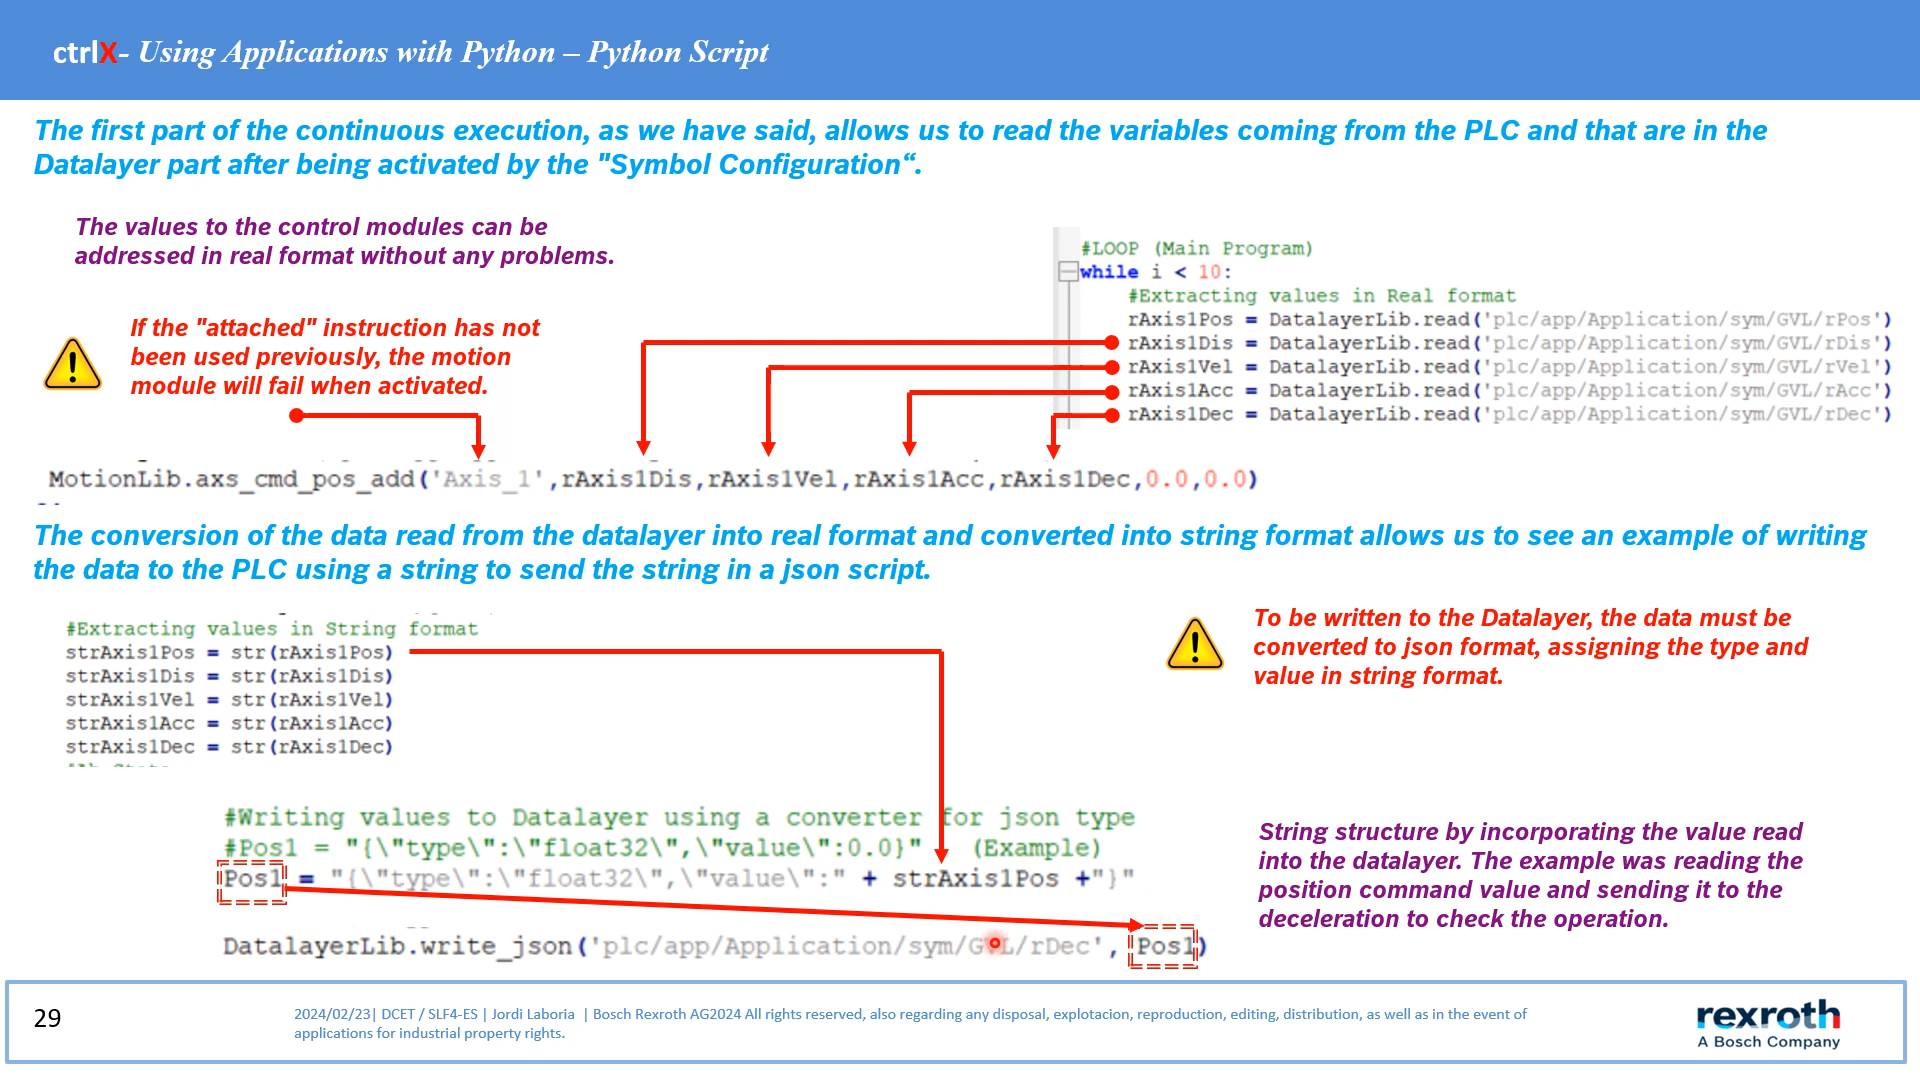 ctrlX- Using Applications with Python – Python Script
The first part of the continuous execution, as we have said, allows us to read the variables coming from the PLC and that are in the
Datalayer part after being activated by the "Symbol Configuration“.
The values to the control modules can be
addressed in real format without any problems.
#LOOP (Main Program)
while i < 10:
#Extracting values in Real format
rAxis1Pos = DatalayerLib.read('plc/app/Application/sym/GVL/rPos')
rAxis1Dis = DatalayerLib.read('plc/app/Application/sym/GVL/rDis')
rAxis1Vel = DatalayerLib.read('plc/app/Application/sym/GVL/rVel')
rAxis1Acc = DatalayerLib.read('plc/app/Application/sym/GVL/rAcc')
rAxis1Dec = DatalayerLib.read('plc/app/Application/sym/GVL/rDec')
If the "attached" instruction has not
been used previously, the motion
module will fail when activated.
MotionLib.axs_cmd_pos_add('Axis_1',rAxis1Dis,rAxis1Vel,rAxis1Acc,rAxis1Dec,0.0,0.0)
The conversion of the data read from the datalayer into real format and converted into string format allows us to see an example of writing
the data to the PLC using a string to send the string in a json script.
#Extracting values in String format
strAxis1Pos = str(rAxis1Pos)
strAxis1Dis = str(rAxis1Dis)
strAxis1Vel = str(rAxis1Vel)
strAxis1Acc = str(rAxis1Acc)
strAxis1Dec = str(rAxis1Dec)
To be written to the Datalayer, the data must be
converted to json format, assigning the type and
value in string format.
#Writing values to Datalayer using a converter for json type
#Pos1 = "{\"type\":\"float32\",\"value\":0.0}" (Example)
Pos1 = "{\"type\":\"float32\",\"value\":" + strAxis1Pos +"}"
DatalayerLib.write_json('plc/app/Application/sym/GVL/rDec', Pos1)
String structure by incorporating the value read
into the datalayer. The example was reading the
position command value and sending it to the
deceleration to check the operation.
29
2024/02/23| DCET / SLF4-ES | Jordi Laboria | Bosch Rexroth AG2024 All rights reserved, also regarding any disposal, explotacion, reproduction, editing, distribution, as well as in the event of
applications for industrial property rights.
rexroth
A Bosch Company